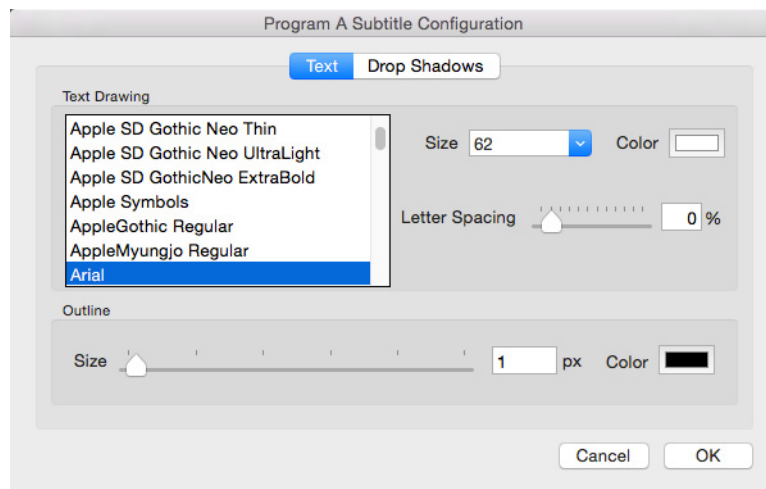 Program A Subtitle Configuration
Text Drop Shadows
Text Drawing
Apple SD Gothic Neo Thin
Apple SD Gothic Neo UltraLight
Apple SD GothicNeo ExtraBold
Apple Symbols
AppleGothic Regular
AppleMyungjo Regular
Arial
Size 62 Color
Letter Spacing 0 %
Outline
Size 1 px Color
Cancel OK